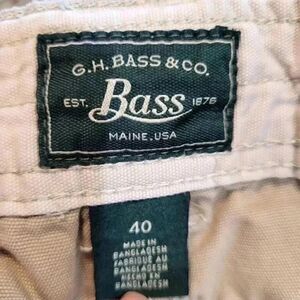 G.H. BASS & CO.
EST. Bass 1876
MAINE, USA
40
MADE IN
BANGLADESH
FABRIQUÉ AU
BANGLADESH
HECHO EN
BANGLADESH